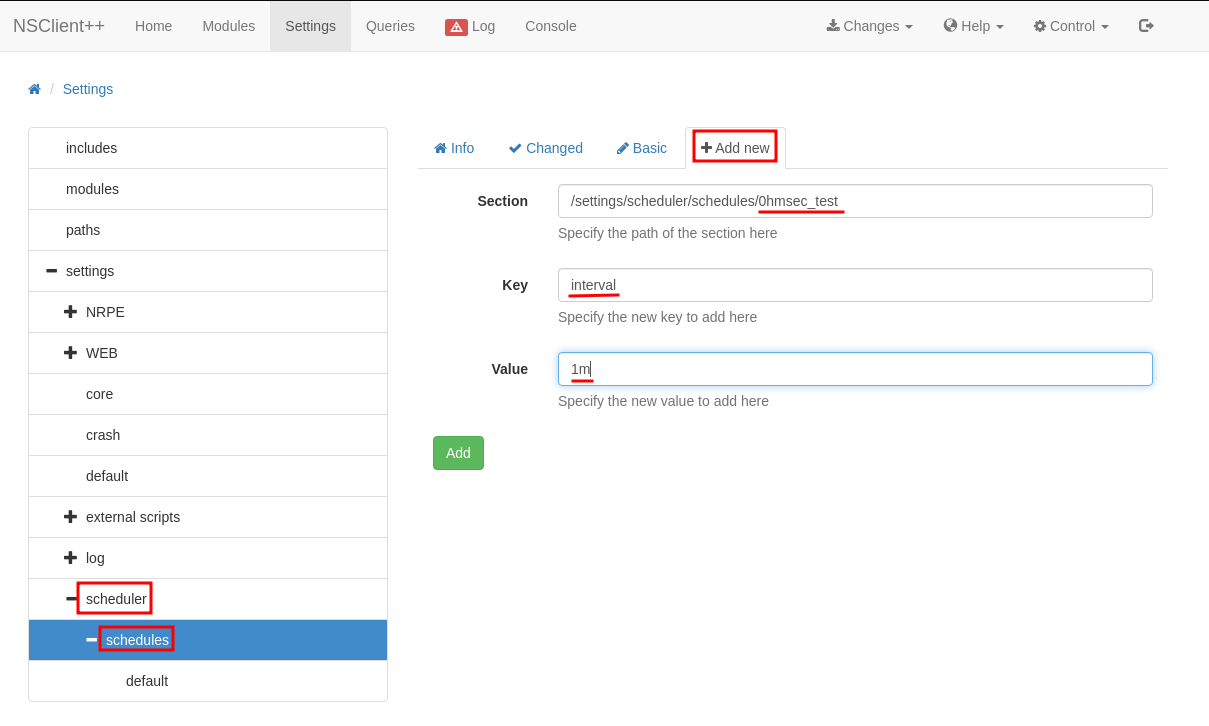 NSClient++ Home Modules Settings Queries Log Console Changes Help Control
/ Settings
includes
modules
paths
settings
NRPE
WEB
core
crash
default
external scripts
log
scheduler
schedules
default
Info Changed Basic Add new
Section /settings/scheduler/schedules/0hmsec_test
Specify the path of the section here
Key interval
Specify the new key to add here
Value 1m
Specify the new value to add here
Add